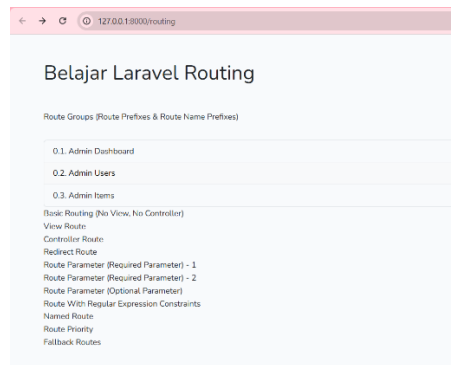 127.0.0.1:8000/routing
Belajar Laravel Routing
Route Groups (Route Prefixes & Route Name Prefixes)
0.1. Admin Dashboard
0.2. Admin Users
0.3. Admin Items
Basic Routing (No View, No Controller)
View Route
Controller Route
Redirect Route
Route Parameter (Required Parameter) - 1
Route Parameter (Required Parameter) - 2
Route Parameter (Optional Parameter)
Route With Regular Expression Constraints
Named Route
Route Priority
Fallback Routes